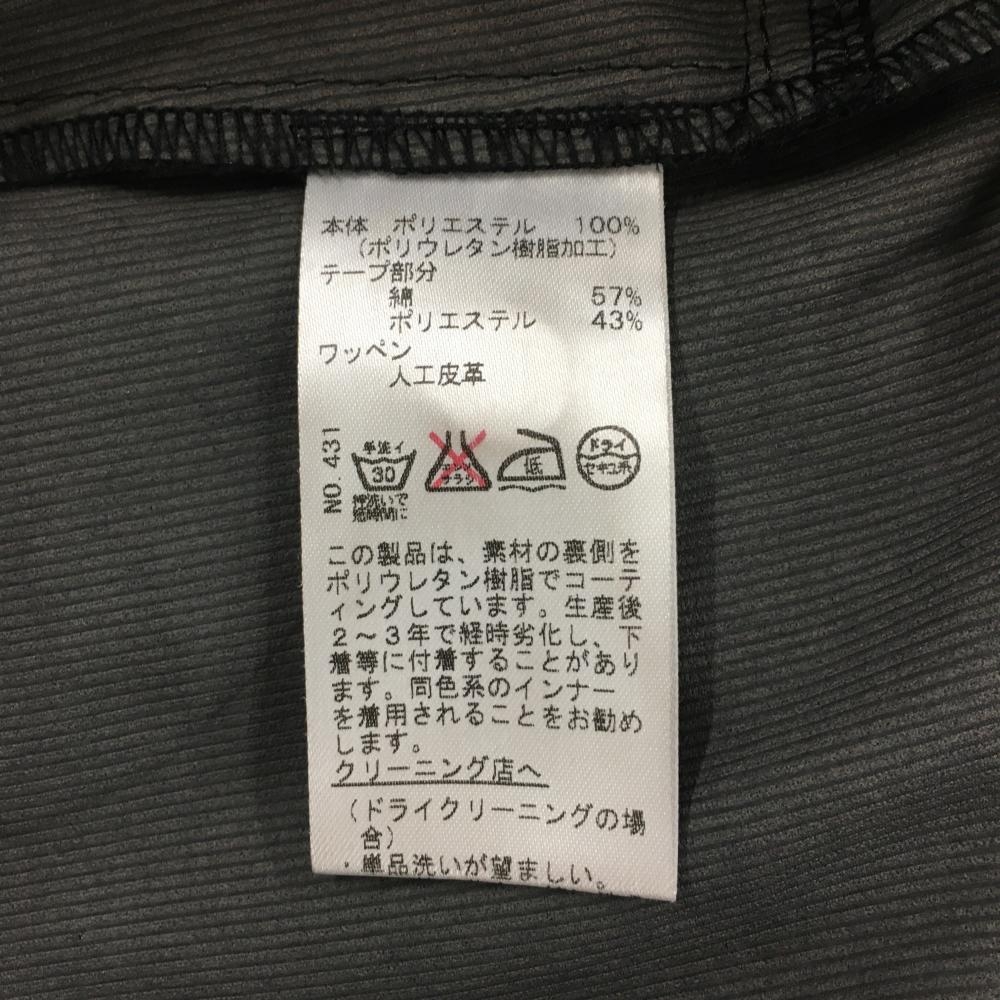 本体 ポリエステル 100%
(ポリウレタン樹脂加工)
テープ部分
綿 57%
ポリエステル 43%
ワッペン
人工皮革
NO. 431
手洗イ
30
押洗いで
短時間に
エンソ
サラシ
低
ドライ
セキユ系
この製品は、素材の裏側を
ポリウレタン樹脂でコーテ
ィングしています。生産後
2~3年で経時劣化し、下
着等に付着することがあり
ます。同色系のインナー
を着用されることをお勧め
します。
クリーニング店へ
(ドライクリーニングの場
合)
・単品洗いが望ましい。